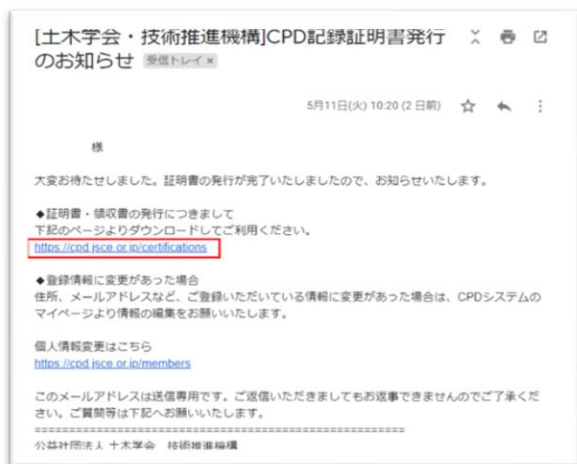 [土木学会・技術推進機構]CPD記録証明書発行
のお知らせ 受信トレイ ×
5月11日(火) 10:20 (2 日前)
様
大変お待たせしました。証明書の発行が完了いたしましたので、お知らせいたします。
◆証明書・領収書の発行につきまして
下記のページよりダウンロードしてご利用ください。
https://cpd.jsce.or.jp/certifications
◆登録情報に変更があった場合
住所、メールアドレスなど、ご登録いただいている情報に変更があった場合は、CPDシステムの
マイページより情報の編集をお願いいたします。
個人情報変更はこちら
https://cpd.jsce.or.jp/members
このメールアドレスは送信専用です。ご返信いただきましてもお返事できませんのでご了承くだ
さい。ご質問等は下記へお願いいたします。
=======================================================
公益社団法人 土木学会　技術推進機構